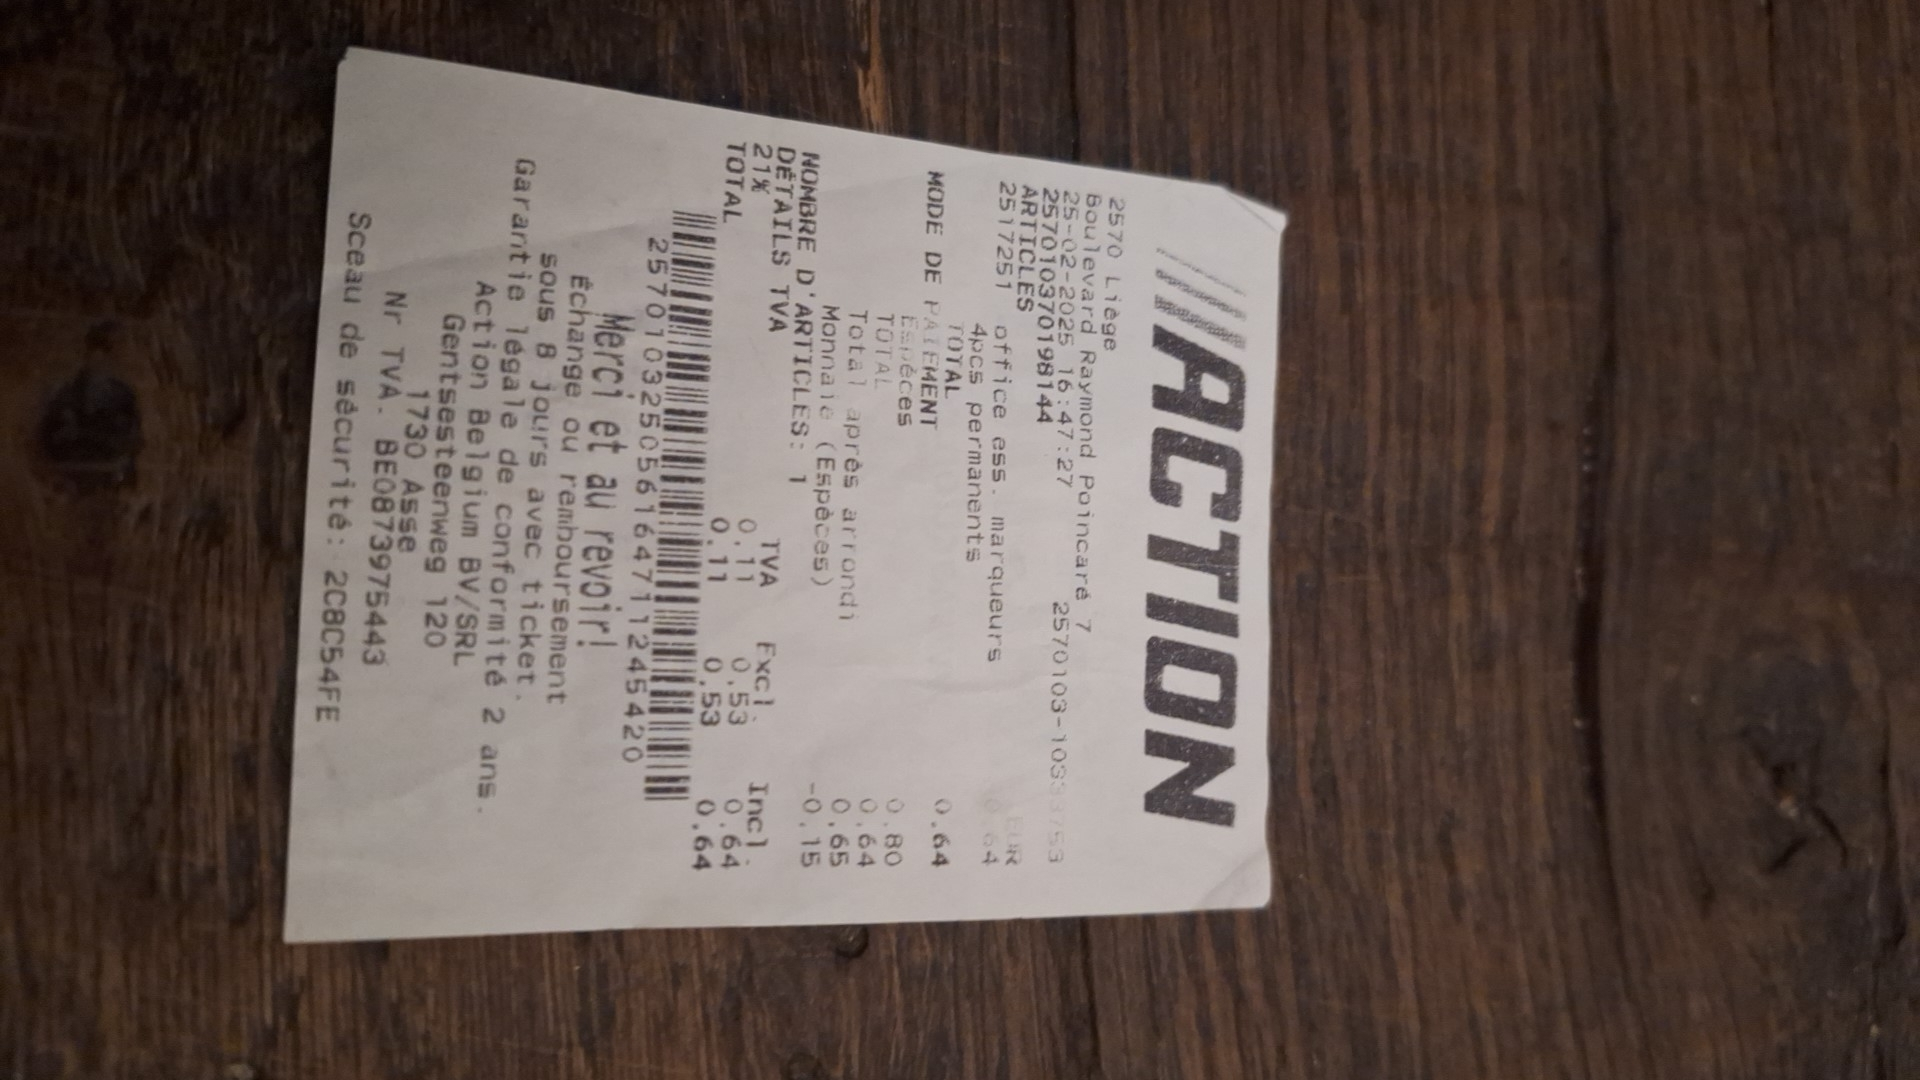 ACTION
2570 Liège
Boulevard Raymond Poincaré 7
25-02-2025 16:47:27
257010370198144
ARTICLES EUR
2517251 office ess. marqueurs 0.64
4pcs permanents
TOTAL 0.64
MODE DE PAIEMENT
Espèces 0.80
TOTAL 0.64
Total après arrondi 0.65
Monnaie (Espèces) -0.15
NOMBRE D'ARTICLES: 1
DÉTAILS TVA TVA Excl. Incl.
21% 0.11 0.53 0.64
TOTAL 0.11 0.53 0.64
257010325056164711245420
Merci et au revoir!
Échange ou remboursement
sous 8 jours avec ticket.
Garantie légale de conformité 2 ans.
Action Belgium BV/SRL
Gentsesteenweg 120
1730 Asse
Nr TVA. BE0873975443
Sceau de sécurité: 2C8C54FE